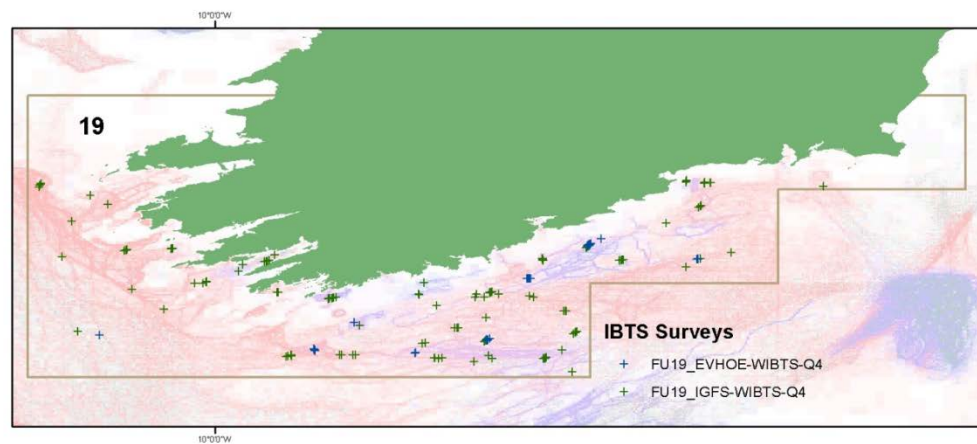 10°0'0"W
19
IBTS Surveys
FU19_EVHOE-WIBTS-Q4
FU19_IGFS-WIBTS-Q4
10°0'0"W